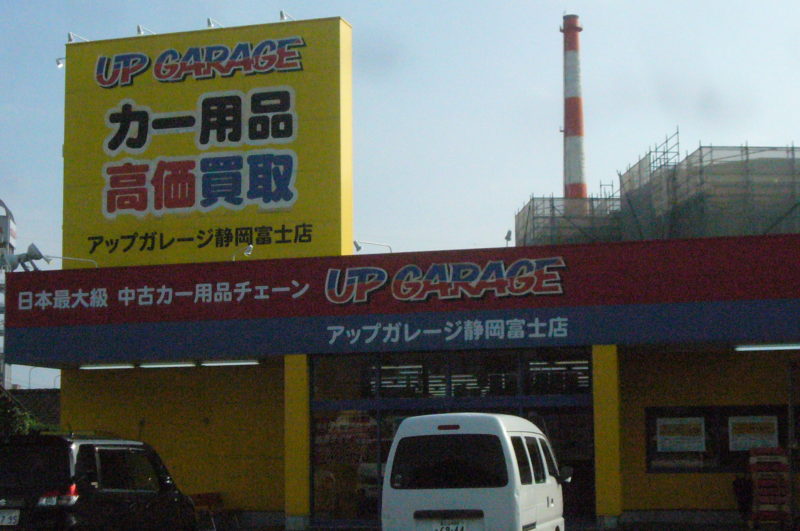 UP GARAGE
カー用品
高価買取
アップガレージ静岡富士店
日本最大級 中古カー用品チェーン UP GARAGE
アップガレージ静岡富士店